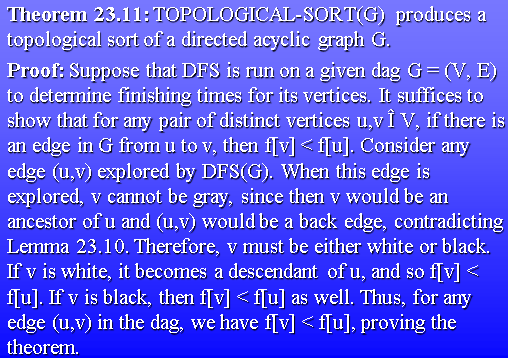 Theorem 23.11: TOPOLOGICAL-SORT(G) produces a
topological sort of a directed acyclic graph G.
Proof: Suppose that DFS is run on a given dag G = (V, E)
to determine finishing times for its vertices. It suffices to
show that for any pair of distinct vertices u,v Î V, if there is
an edge in G from u to v, then f[v] < f[u]. Consider any
edge (u,v) explored by DFS(G). When this edge is
explored, v cannot be gray, since then v would be an
ancestor of u and (u,v) would be a back edge, contradicting
Lemma 23.10. Therefore, v must be either white or black.
If v is white, it becomes a descendant of u, and so f[v] <
f[u]. If v is black, then f[v] < f[u] as well. Thus, for any
edge (u,v) in the dag, we have f[v] < f[u], proving the
theorem.